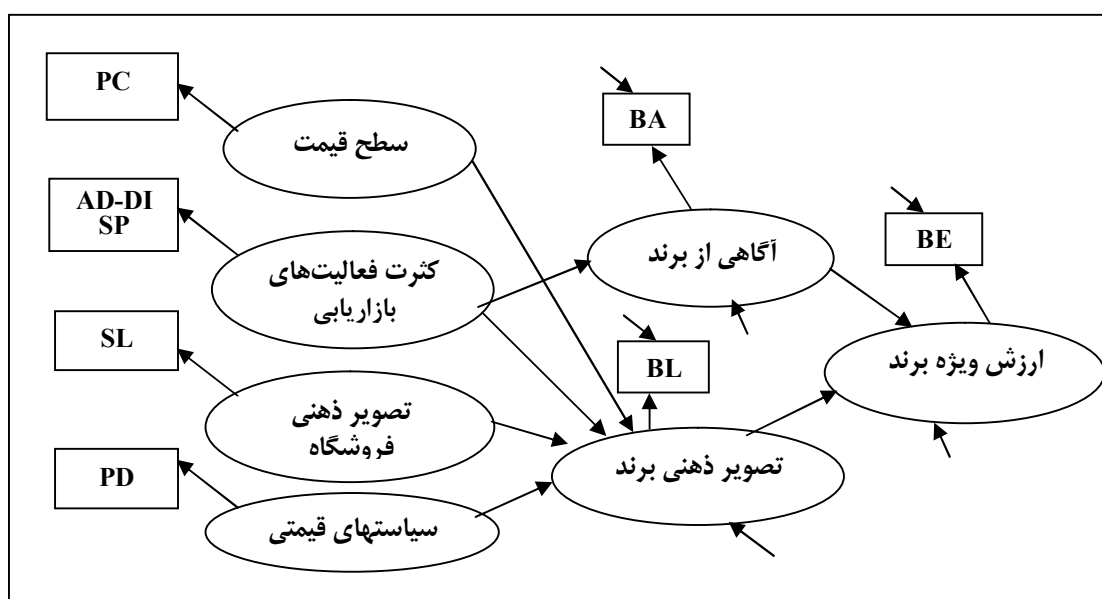 PC
سطح قیمت
BA
AD-DI
SP
BE
آگاهی از برند
کثرت فعالیت‌های
بازاریابی
SL
BL
ارزش ویژه برند
تصویر ذهنی
فروشگاه
تصویر ذهنی برند
PD
سیاستهای قیمتی